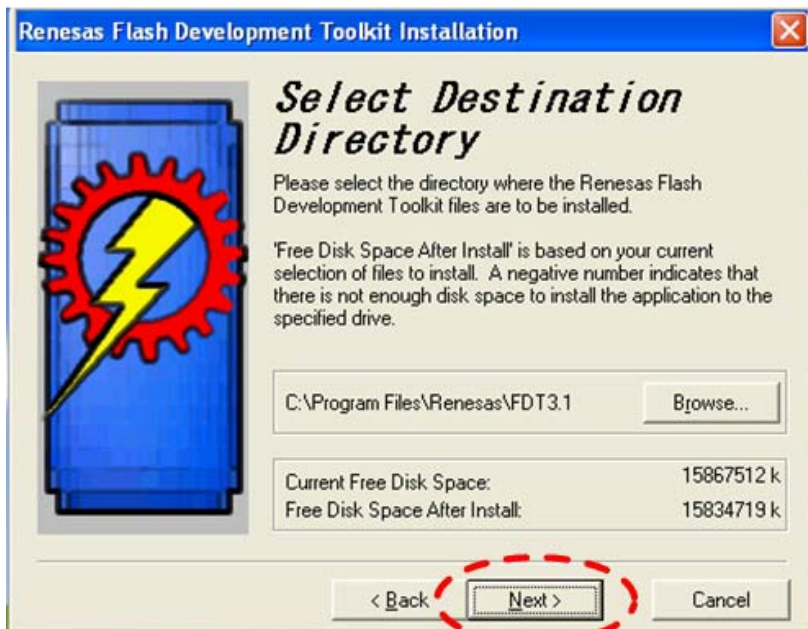 Renesas Flash Development Toolkit Installation
Select Destination
Directory
Please select the directory where the Renesas Flash
Development Toolkit files are to be installed.
'Free Disk Space After Install' is based on your current
selection of files to install. A negative number indicates that
there is not enough disk space to install the application to the
specified drive.
C:\Program Files\Renesas\FDT3.1 Browse...
Current Free Disk Space: 15867512 k
Free Disk Space After Install: 15834719 k
< Back Next > Cancel